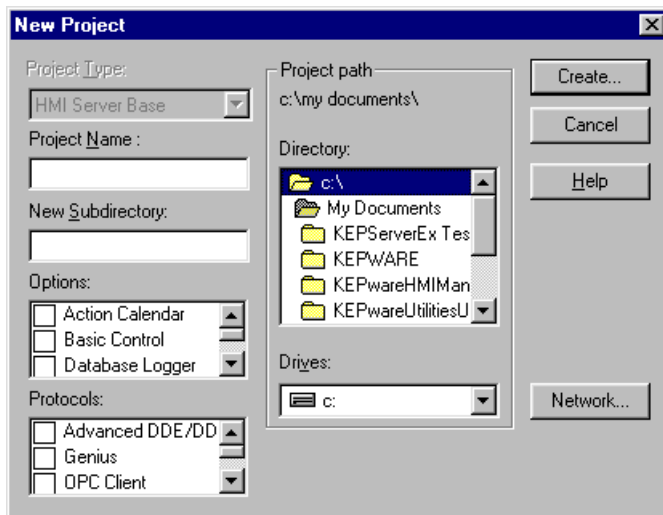 New Project
Project Type:
HMI Server Base
Project Name :
New Subdirectory:
Options:
Action Calendar
Basic Control
Database Logger
Protocols:
Advanced DDE/DD
Genius
OPC Client
Project path
c:\my documents\
Directory:
c:\
My Documents
KEPServerEx Tes
KEPWARE
KEPwareHMIMan
KEPwareUtilitiesU
Drives:
c:
Create...
Cancel
Help
Network...